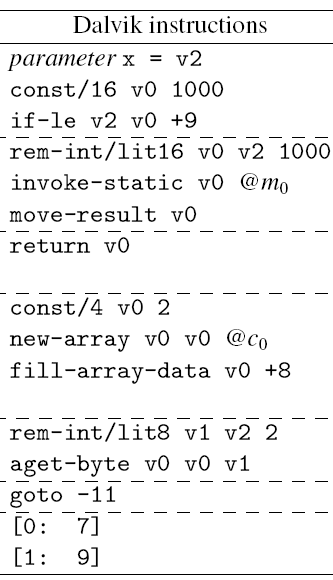 Dalvik instructions
parameter x = v2
const/16 v0 1000
if-le v2 v0 +9
rem-int/lit16 v0 v2 1000
invoke-static v0 @m₀
move-result v0
return v0
const/4 v0 2
new-array v0 v0 @c₀
fill-array-data v0 +8
rem-int/lit8 v1 v2 2
aget-byte v0 v0 v1
goto -11
[0: 7]
[1: 9]